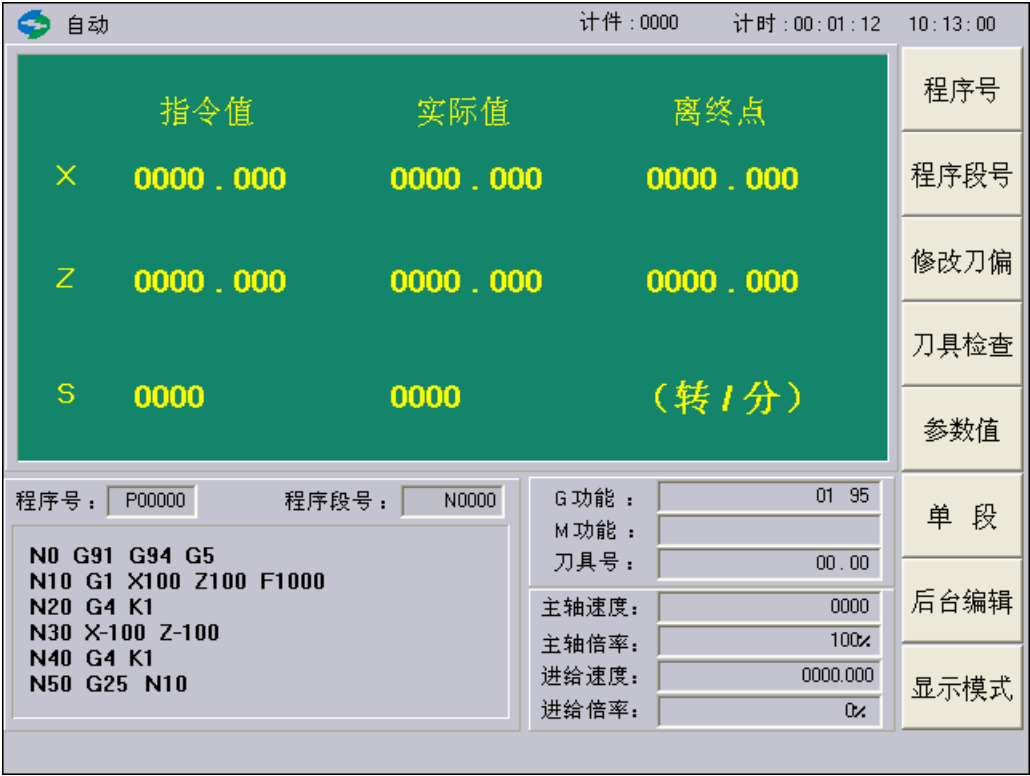 自动 计件:0000 计时:00:01:12 10:13:00
指令值 实际值 离终点
X 0000.000 0000.000 0000.000
Z 0000.000 0000.000 0000.000
S 0000 0000 (转/分)
程序号
程序段号
修改刀偏
刀具检查
参数值
单 段
后台编辑
显示模式
程序号: P00000 程序段号: N0000
N0 G91 G94 G5
N10 G1 X100 Z100 F1000
N20 G4 K1
N30 X-100 Z-100
N40 G4 K1
N50 G25 N10
G功能: 01 95
M功能:
刀具号: 00.00
主轴速度: 0000
主轴倍率: 100%
进给速度: 0000.000
进给倍率: 0%